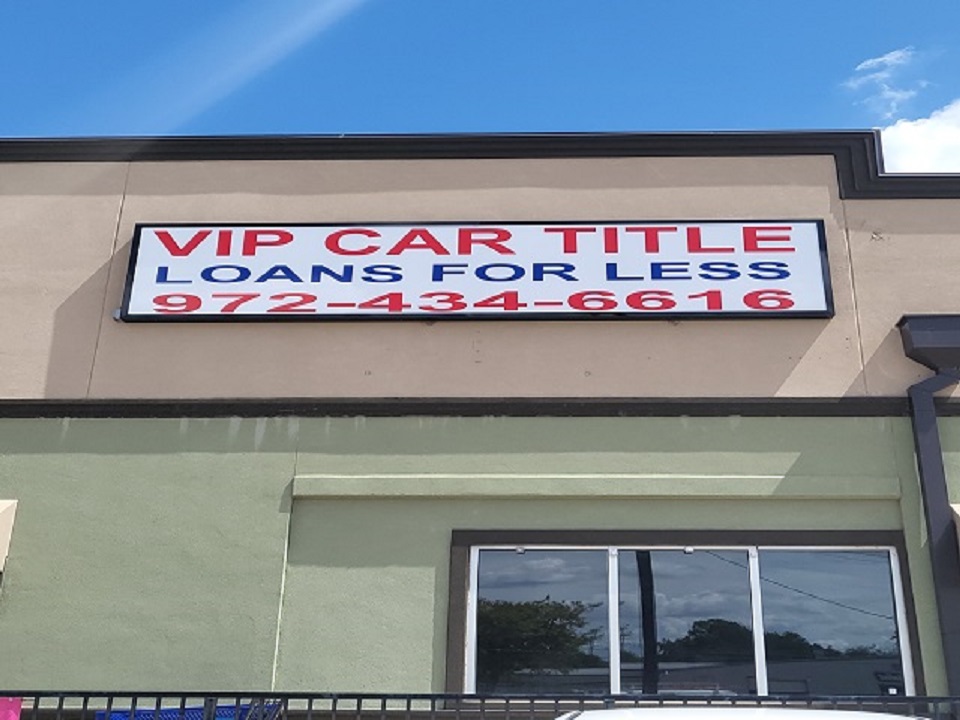 VIP CAR TITLE
LOANS FOR LESS
972-434-6616